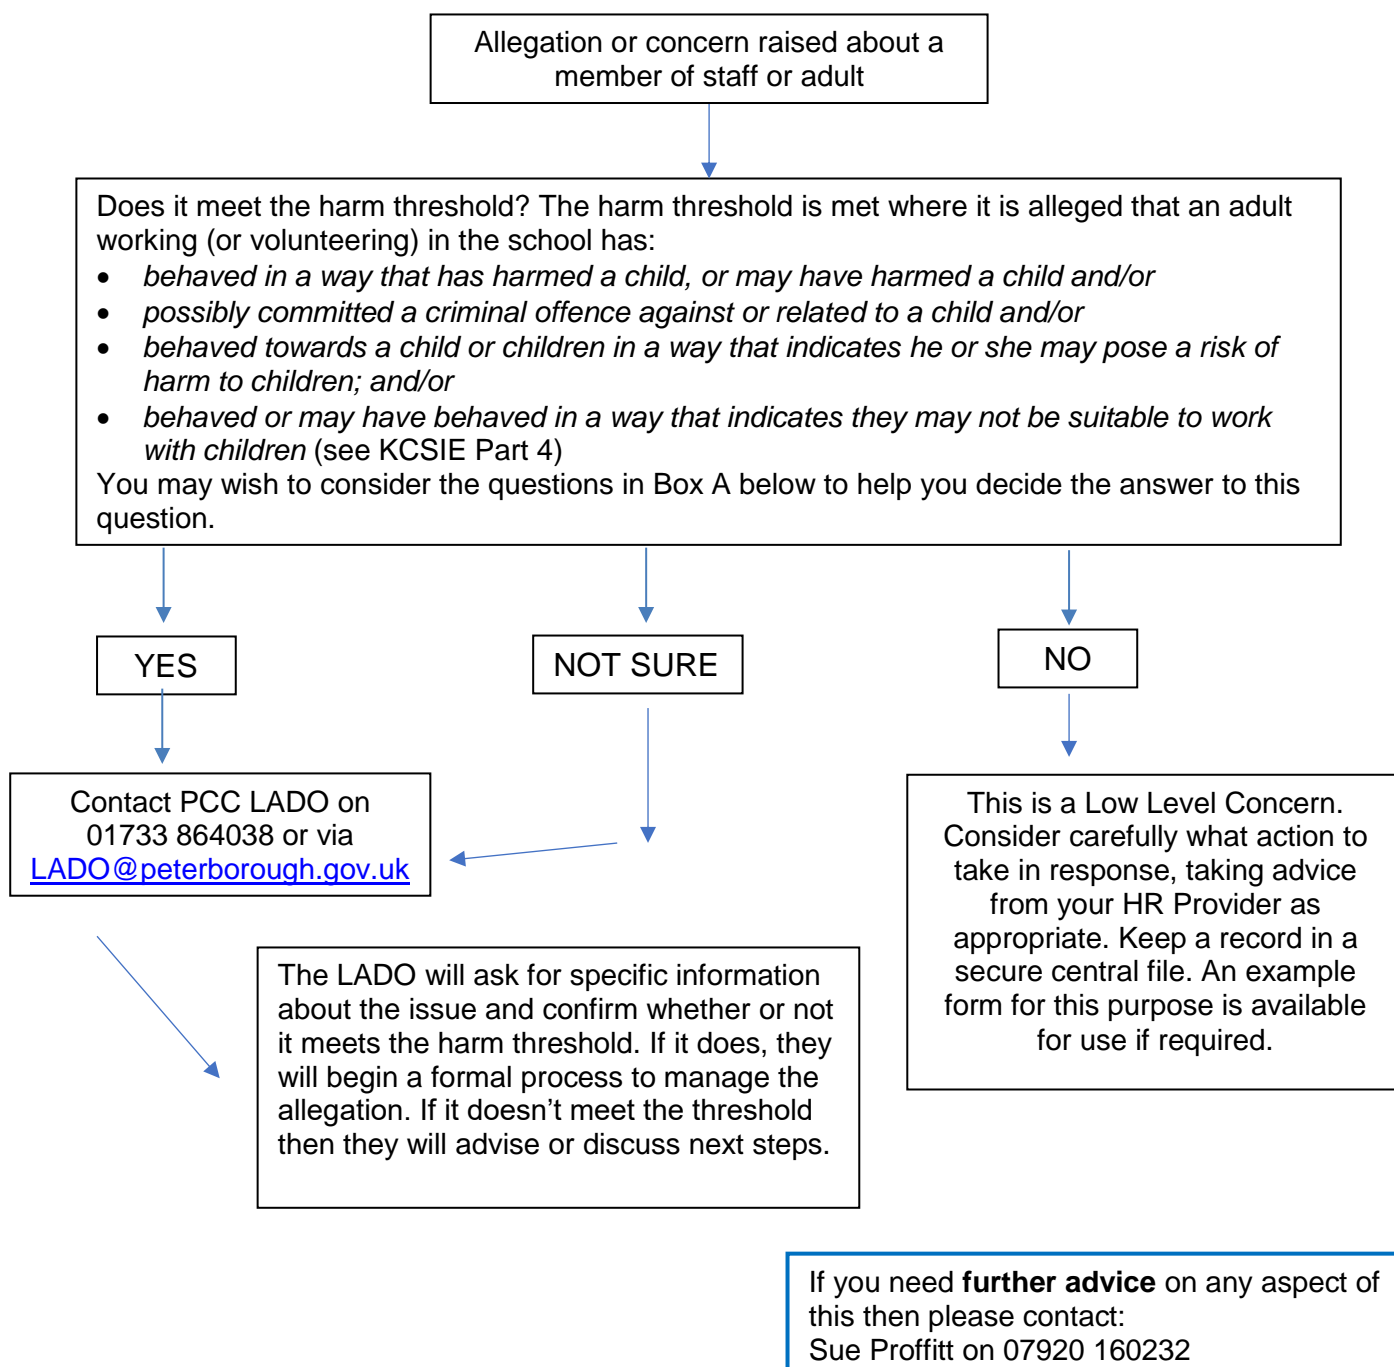 Allegation or concern raised about a
member of staff or adult
Does it meet the harm threshold? The harm threshold is met where it is alleged that an adult
working (or volunteering) in the school has:
• behaved in a way that has harmed a child, or may have harmed a child and/or
• possibly committed a criminal offence against or related to a child and/or
• behaved towards a child or children in a way that indicates he or she may pose a risk of
harm to children; and/or
• behaved or may have behaved in a way that indicates they may not be suitable to work
with children (see KCSIE Part 4)
You may wish to consider the questions in Box A below to help you decide the answer to this
question.
YES
NOT SURE
NO
Contact PCC LADO on
01733 864038 or via
LADO@peterborough.gov.uk
This is a Low Level Concern.
Consider carefully what action to
take in response, taking advice
from your HR Provider as
appropriate. Keep a record in a
secure central file. An example
form for this purpose is available
for use if required.
The LADO will ask for specific information
about the issue and confirm whether or not
it meets the harm threshold. If it does, they
will begin a formal process to manage the
allegation. If it doesn’t meet the threshold
then they will advise or discuss next steps.
If you need further advice on any aspect of
this then please contact:
Sue Proffitt on 07920 160232